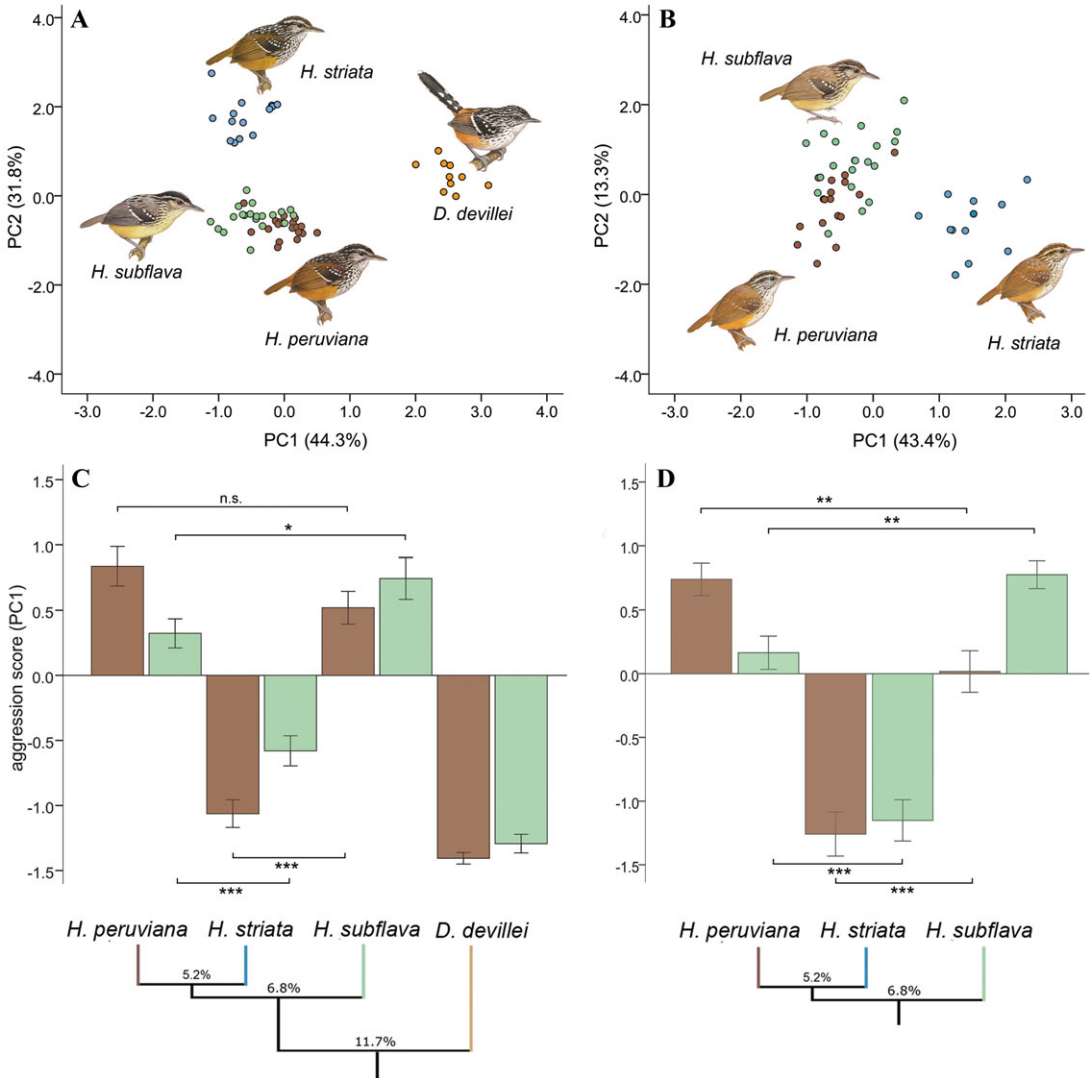 A
4.0
2.0
0.0
-2.0
-4.0
PC2 (31.8%)
H. striata
D. devillei
H. subflava
H. peruviana
-3.0 -2.0 -1.0 0.0 1.0 2.0 3.0 4.0
PC1 (44.3%)
B
4.0
2.0
0.0
-2.0
-4.0
PC2 (13.3%)
H. subflava
H. peruviana
H. striata
-3.0 -2.0 -1.0 0.0 1.0 2.0 3.0
PC1 (43.4%)
C
1.5
1.0
0.5
0.0
-0.5
-1.0
-1.5
aggression score (PC1)
n.s.
*
***
***
D
1.5
1.0
0.5
0.0
-0.5
-1.0
-1.5
**
**
***
***
H. peruviana H. striata H. subflava D. devillei
5.2%
6.8%
11.7%
H. peruviana H. striata H. subflava
5.2%
6.8%